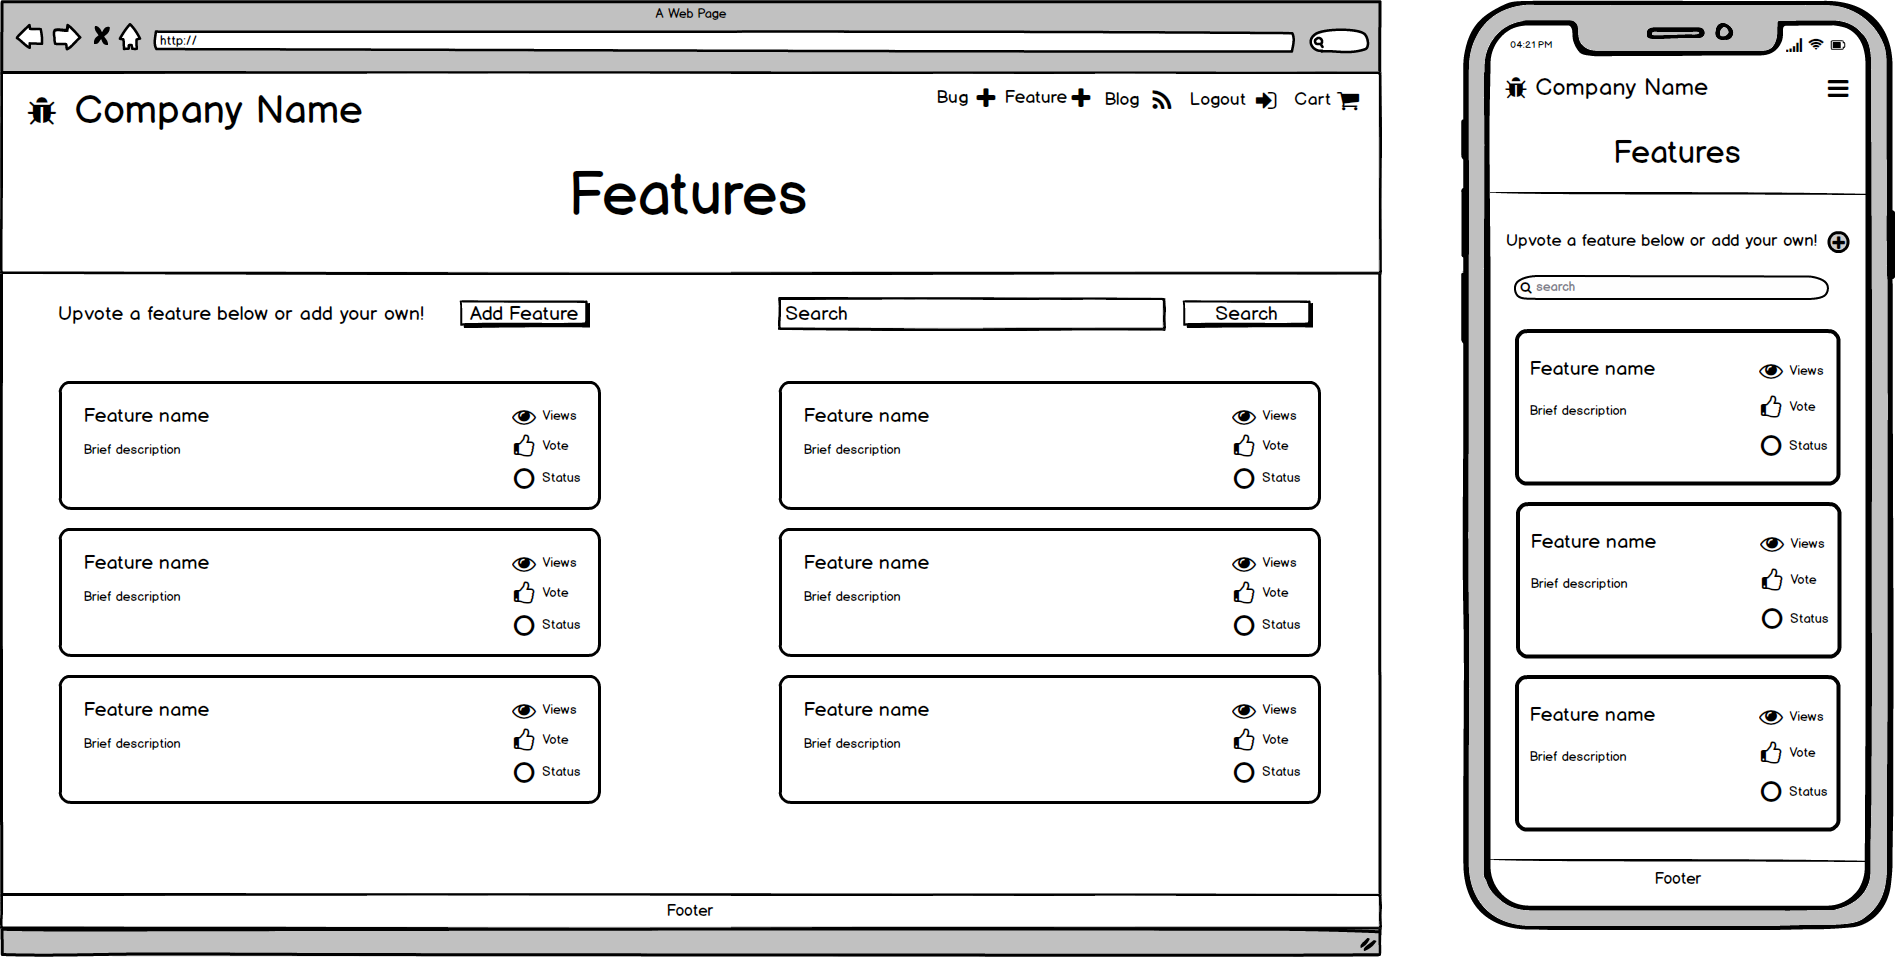 A Web Page
http://
Company Name
Bug Feature Blog Logout Cart
Features
Upvote a feature below or add your own! Add Feature Search Search
Feature name Views
Brief description Vote
Status
Feature name Views
Brief description Vote
Status
Feature name Views
Brief description Vote
Status
Feature name Views
Brief description Vote
Status
Feature name Views
Brief description Vote
Status
Feature name Views
Brief description Vote
Status
Footer
04:21 PM
Company Name
Features
Upvote a feature below or add your own!
search
Feature name Views
Brief description Vote
Status
Feature name Views
Brief description Vote
Status
Feature name Views
Brief description Vote
Status
Footer